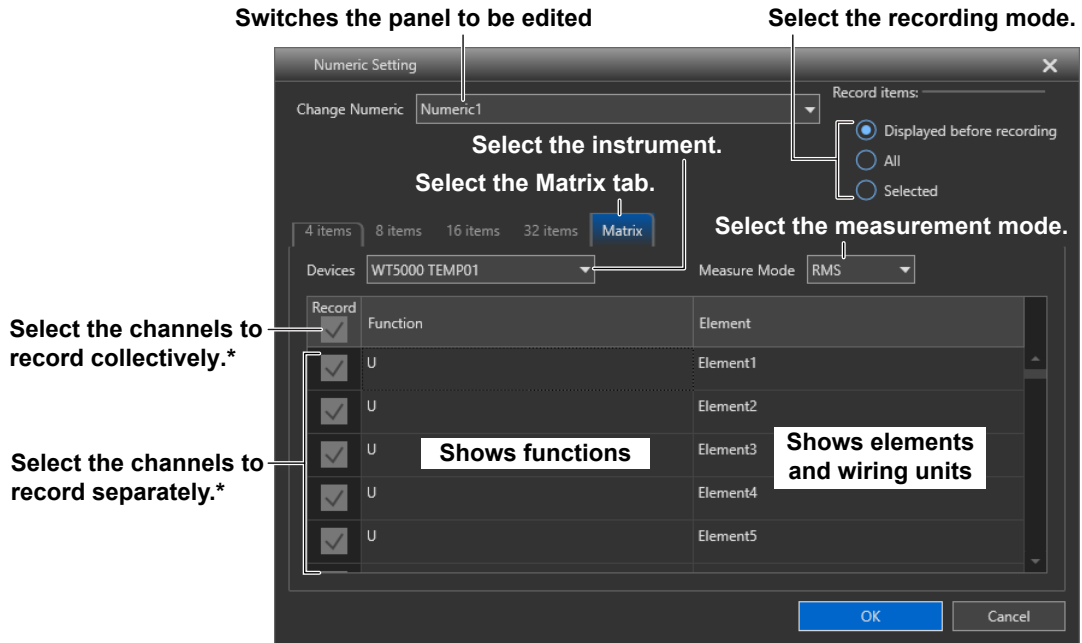 Switches the panel to be edited
Select the recording mode.
Numeric Setting
Change Numeric Numeric1
Record items:
Displayed before recording
All
Selected
Select the instrument.
Select the Matrix tab.
4 items 8 items 16 items 32 items Matrix
Select the measurement mode.
Devices WT5000 TEMP01 Measure Mode RMS
Record Function Element
Select the channels to
record collectively.*
U Element1
U Element2
U Element3
Shows functions
Shows elements
and wiring units
Select the channels to
record separately.*
U Element4
U Element5
OK Cancel